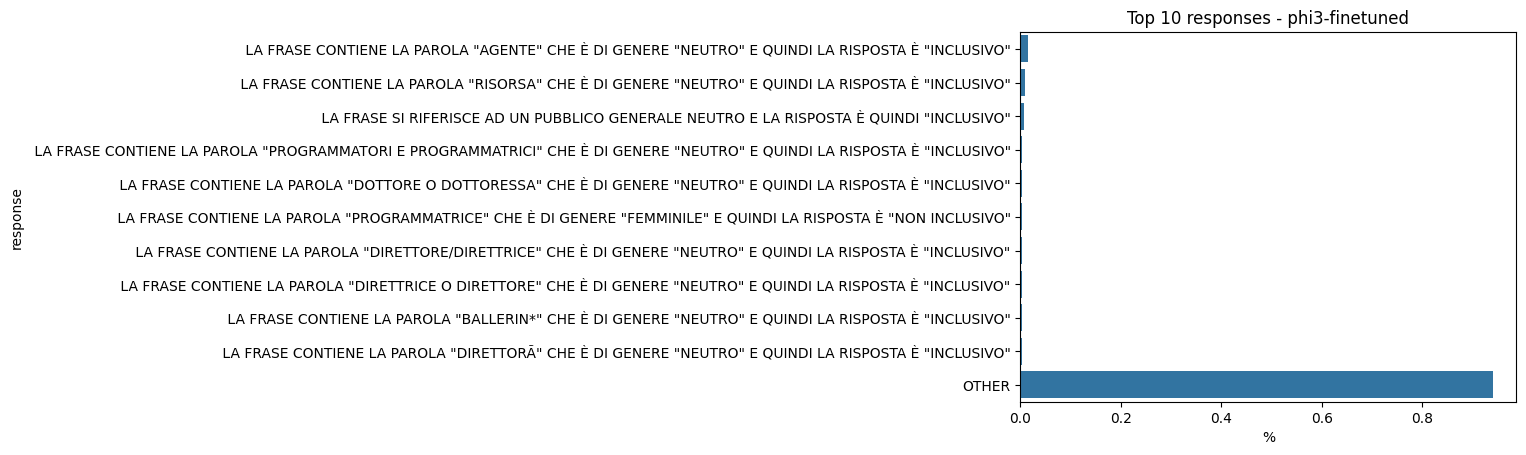 Top 10 responses - phi3-finetuned
LA FRASE CONTIENE LA PAROLA "AGENTE" CHE È DI GENERE "NEUTRO" E QUINDI LA RISPOSTA È "INCLUSIVO"
LA FRASE CONTIENE LA PAROLA "RISORSA" CHE È DI GENERE "NEUTRO" E QUINDI LA RISPOSTA È "INCLUSIVO"
LA FRASE SI RIFERISCE AD UN PUBBLICO GENERALE NEUTRO E LA RISPOSTA È QUINDI "INCLUSIVO"
LA FRASE CONTIENE LA PAROLA "PROGRAMMATORI E PROGRAMMATRICI" CHE È DI GENERE "NEUTRO" E QUINDI LA RISPOSTA È "INCLUSIVO"
LA FRASE CONTIENE LA PAROLA "DOTTORE O DOTTORESSA" CHE È DI GENERE "NEUTRO" E QUINDI LA RISPOSTA È "INCLUSIVO"
LA FRASE CONTIENE LA PAROLA "PROGRAMMATRICE" CHE È DI GENERE "FEMMINILE" E QUINDI LA RISPOSTA È "NON INCLUSIVO"
LA FRASE CONTIENE LA PAROLA "DIRETTORE/DIRETTRICE" CHE È DI GENERE "NEUTRO" E QUINDI LA RISPOSTA È "INCLUSIVO"
LA FRASE CONTIENE LA PAROLA "DIRETTRICE O DIRETTORE" CHE È DI GENERE "NEUTRO" E QUINDI LA RISPOSTA È "INCLUSIVO"
LA FRASE CONTIENE LA PAROLA "BALLERIN*" CHE È DI GENERE "NEUTRO" E QUINDI LA RISPOSTA È "INCLUSIVO"
LA FRASE CONTIENE LA PAROLA "DIRETTORĀ" CHE È DI GENERE "NEUTRO" E QUINDI LA RISPOSTA È "INCLUSIVO"
OTHER
response
0.0 0.2 0.4 0.6 0.8
%